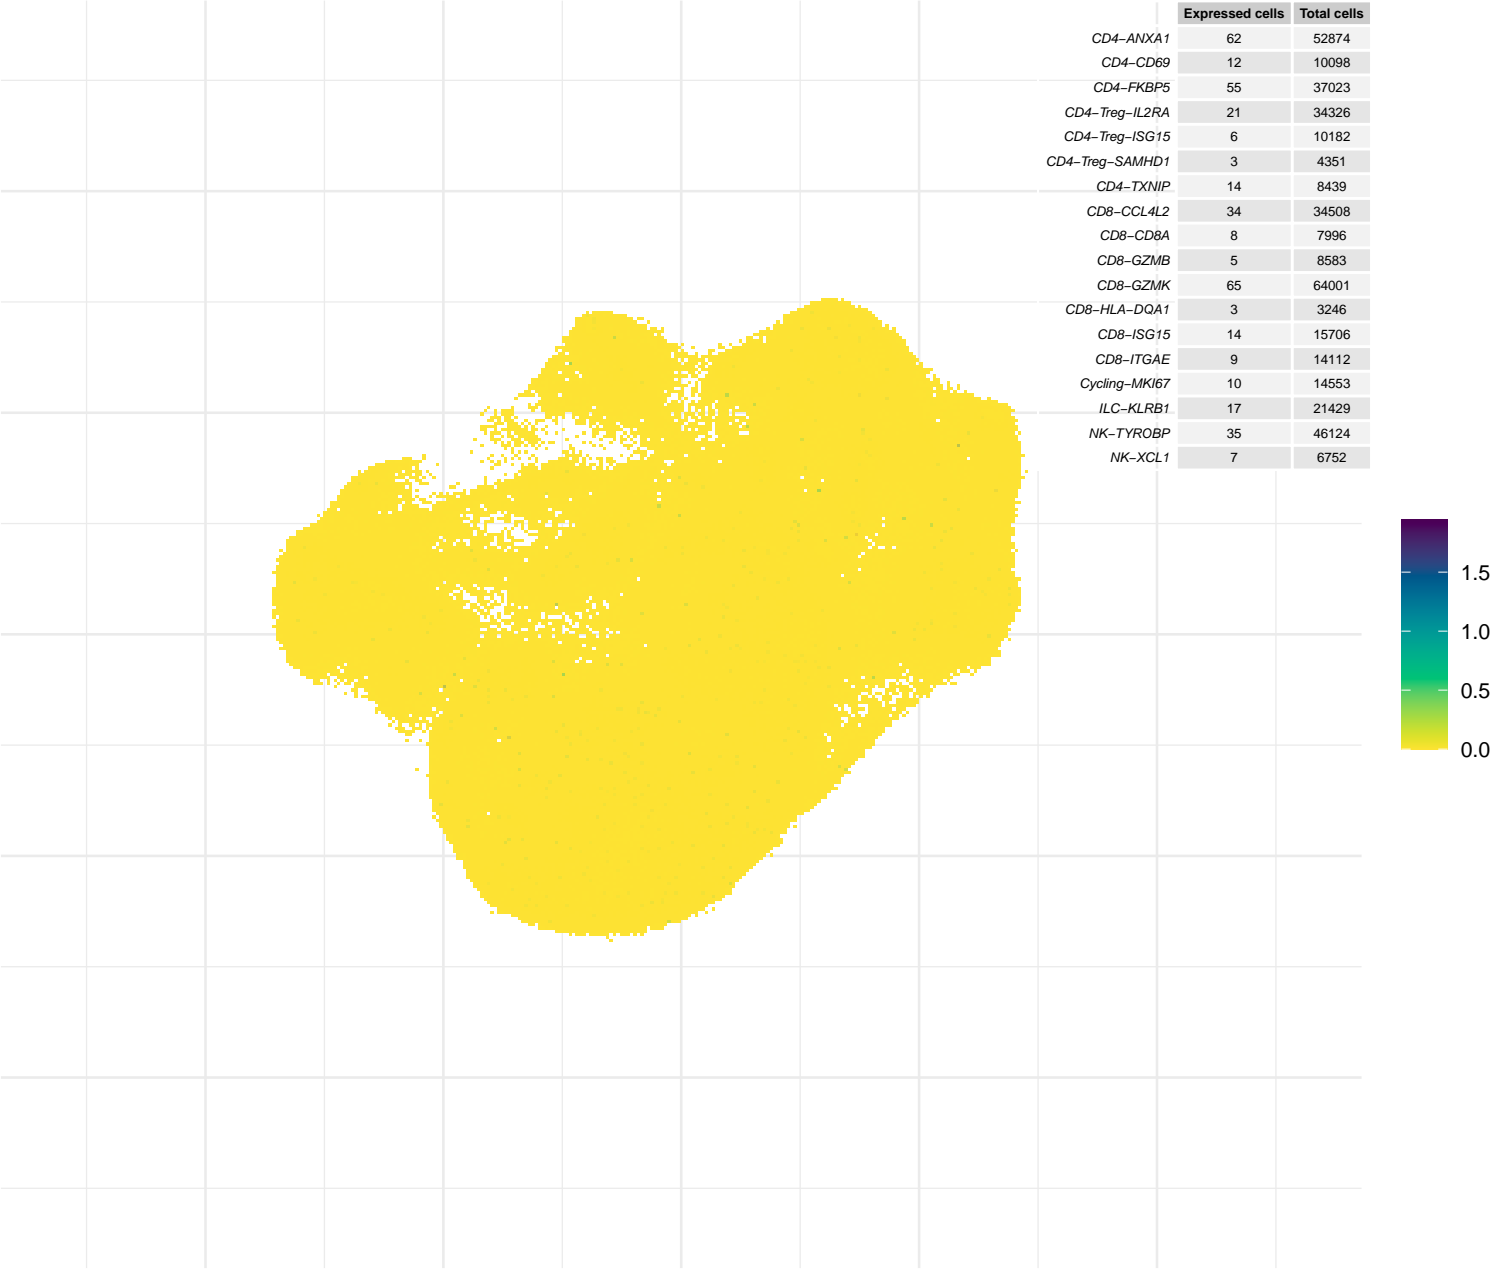 Expressed cells Total cells
CD4−ANXA1 62 52874
CD4−CD69 12 10098
CD4−FKBP5 55 37023
CD4−Treg−IL2RA 21 34326
CD4−Treg−ISG15 6 10182
CD4−Treg−SAMHD1 3 4351
CD4−TXNIP 14 8439
CD8−CCL4L2 34 34508
CD8−CD8A 8 7996
CD8−GZMB 5 8583
CD8−GZMK 65 64001
CD8−HLA−DQA1 3 3246
CD8−ISG15 14 15706
CD8−ITGAE 9 14112
Cycling−MKI67 10 14553
ILC−KLRB1 17 21429
NK−TYROBP 35 46124
NK−XCL1 7 6752
1.5
1.0
0.5
0.0